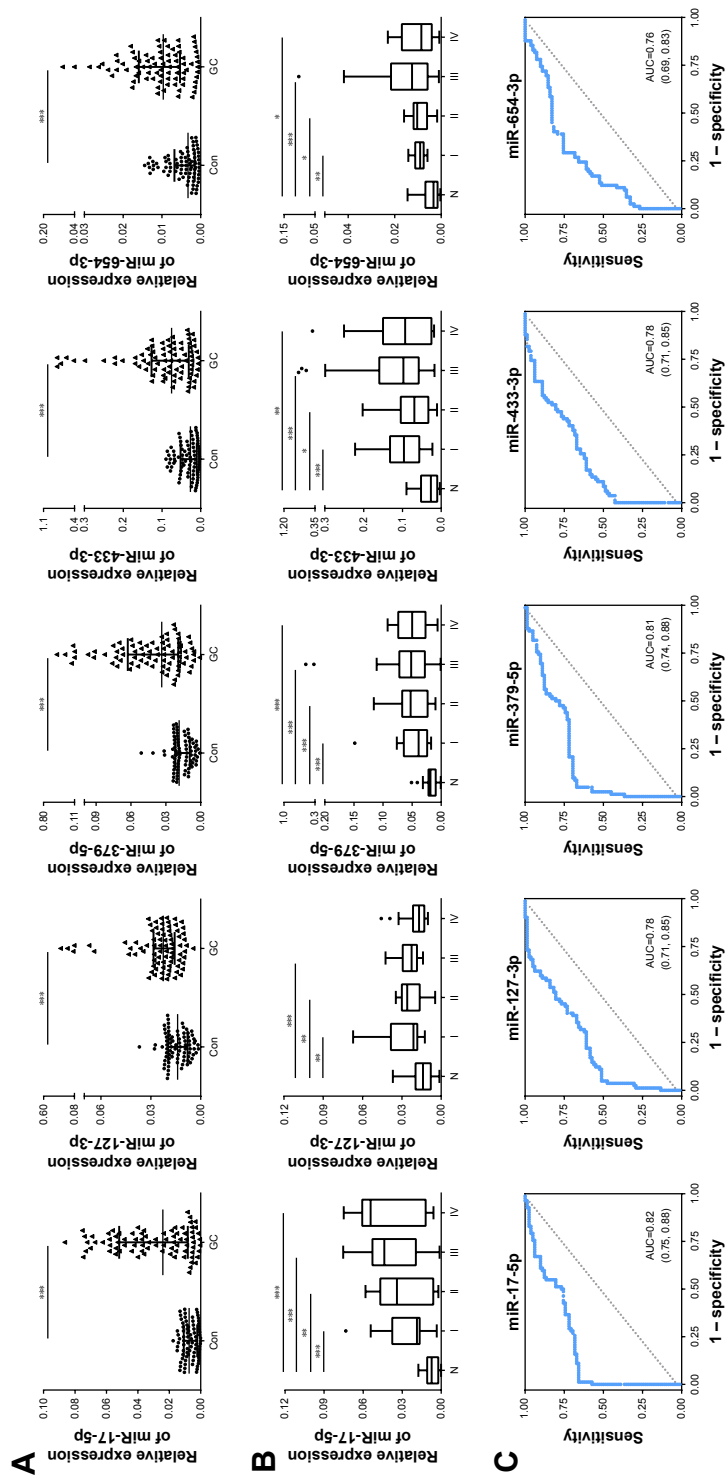 A
Relative expression
of miR-17-5p
0.10
0.08
0.06
0.04
0.02
0.00
***
Con
GC
Relative expression
of miR-127-3p
0.60
0.08
0.06
0.03
0.00
***
Con
GC
Relative expression
of miR-379-5p
0.80
0.11
0.09
0.06
0.03
0.00
***
Con
GC
Relative expression
of miR-433-3p
1.1
0.4
0.3
0.2
0.1
0.0
***
Con
GC
Relative expression
of miR-654-3p
0.20
0.04
0.03
0.02
0.01
0.00
***
Con
GC
B
Relative expression
of miR-17-5p
0.12
0.09
0.06
0.03
0.00
***
***
**
***
N I II III IV
Relative expression
of miR-127-3p
0.12
0.09
0.06
0.03
0.00
***
**
**
N I II III IV
Relative expression
of miR-379-5p
1.0
0.3
0.20
0.15
0.10
0.05
0.00
***
***
***
***
N I II III IV
Relative expression
of miR-433-3p
1.20
0.35
0.3
0.2
0.1
0.0
**
***
*
***
N I II III IV
Relative expression
of miR-654-3p
0.15
0.05
0.04
0.02
0.00
*
***
*
**
N I II III IV
C
miR-17-5p
Sensitivity
1.00
0.75
0.50
0.25
0.00
AUC=0.82
(0.75, 0.88)
0.00 0.25 0.50 0.75 1.00
1 – specificity
miR-127-3p
Sensitivity
1.00
0.75
0.50
0.25
0.00
AUC=0.78
(0.71, 0.85)
0.00 0.25 0.50 0.75 1.00
1 – specificity
miR-379-5p
Sensitivity
1.00
0.75
0.50
0.25
0.00
AUC=0.81
(0.74, 0.88)
0.00 0.25 0.50 0.75 1.00
1 – specificity
miR-433-3p
Sensitivity
1.00
0.75
0.50
0.25
0.00
AUC=0.78
(0.71, 0.85)
0.00 0.25 0.50 0.75 1.00
1 – specificity
miR-654-3p
Sensitivity
1.00
0.75
0.50
0.25
0.00
AUC=0.76
(0.69, 0.83)
0.00 0.25 0.50 0.75 1.00
1 – specificity